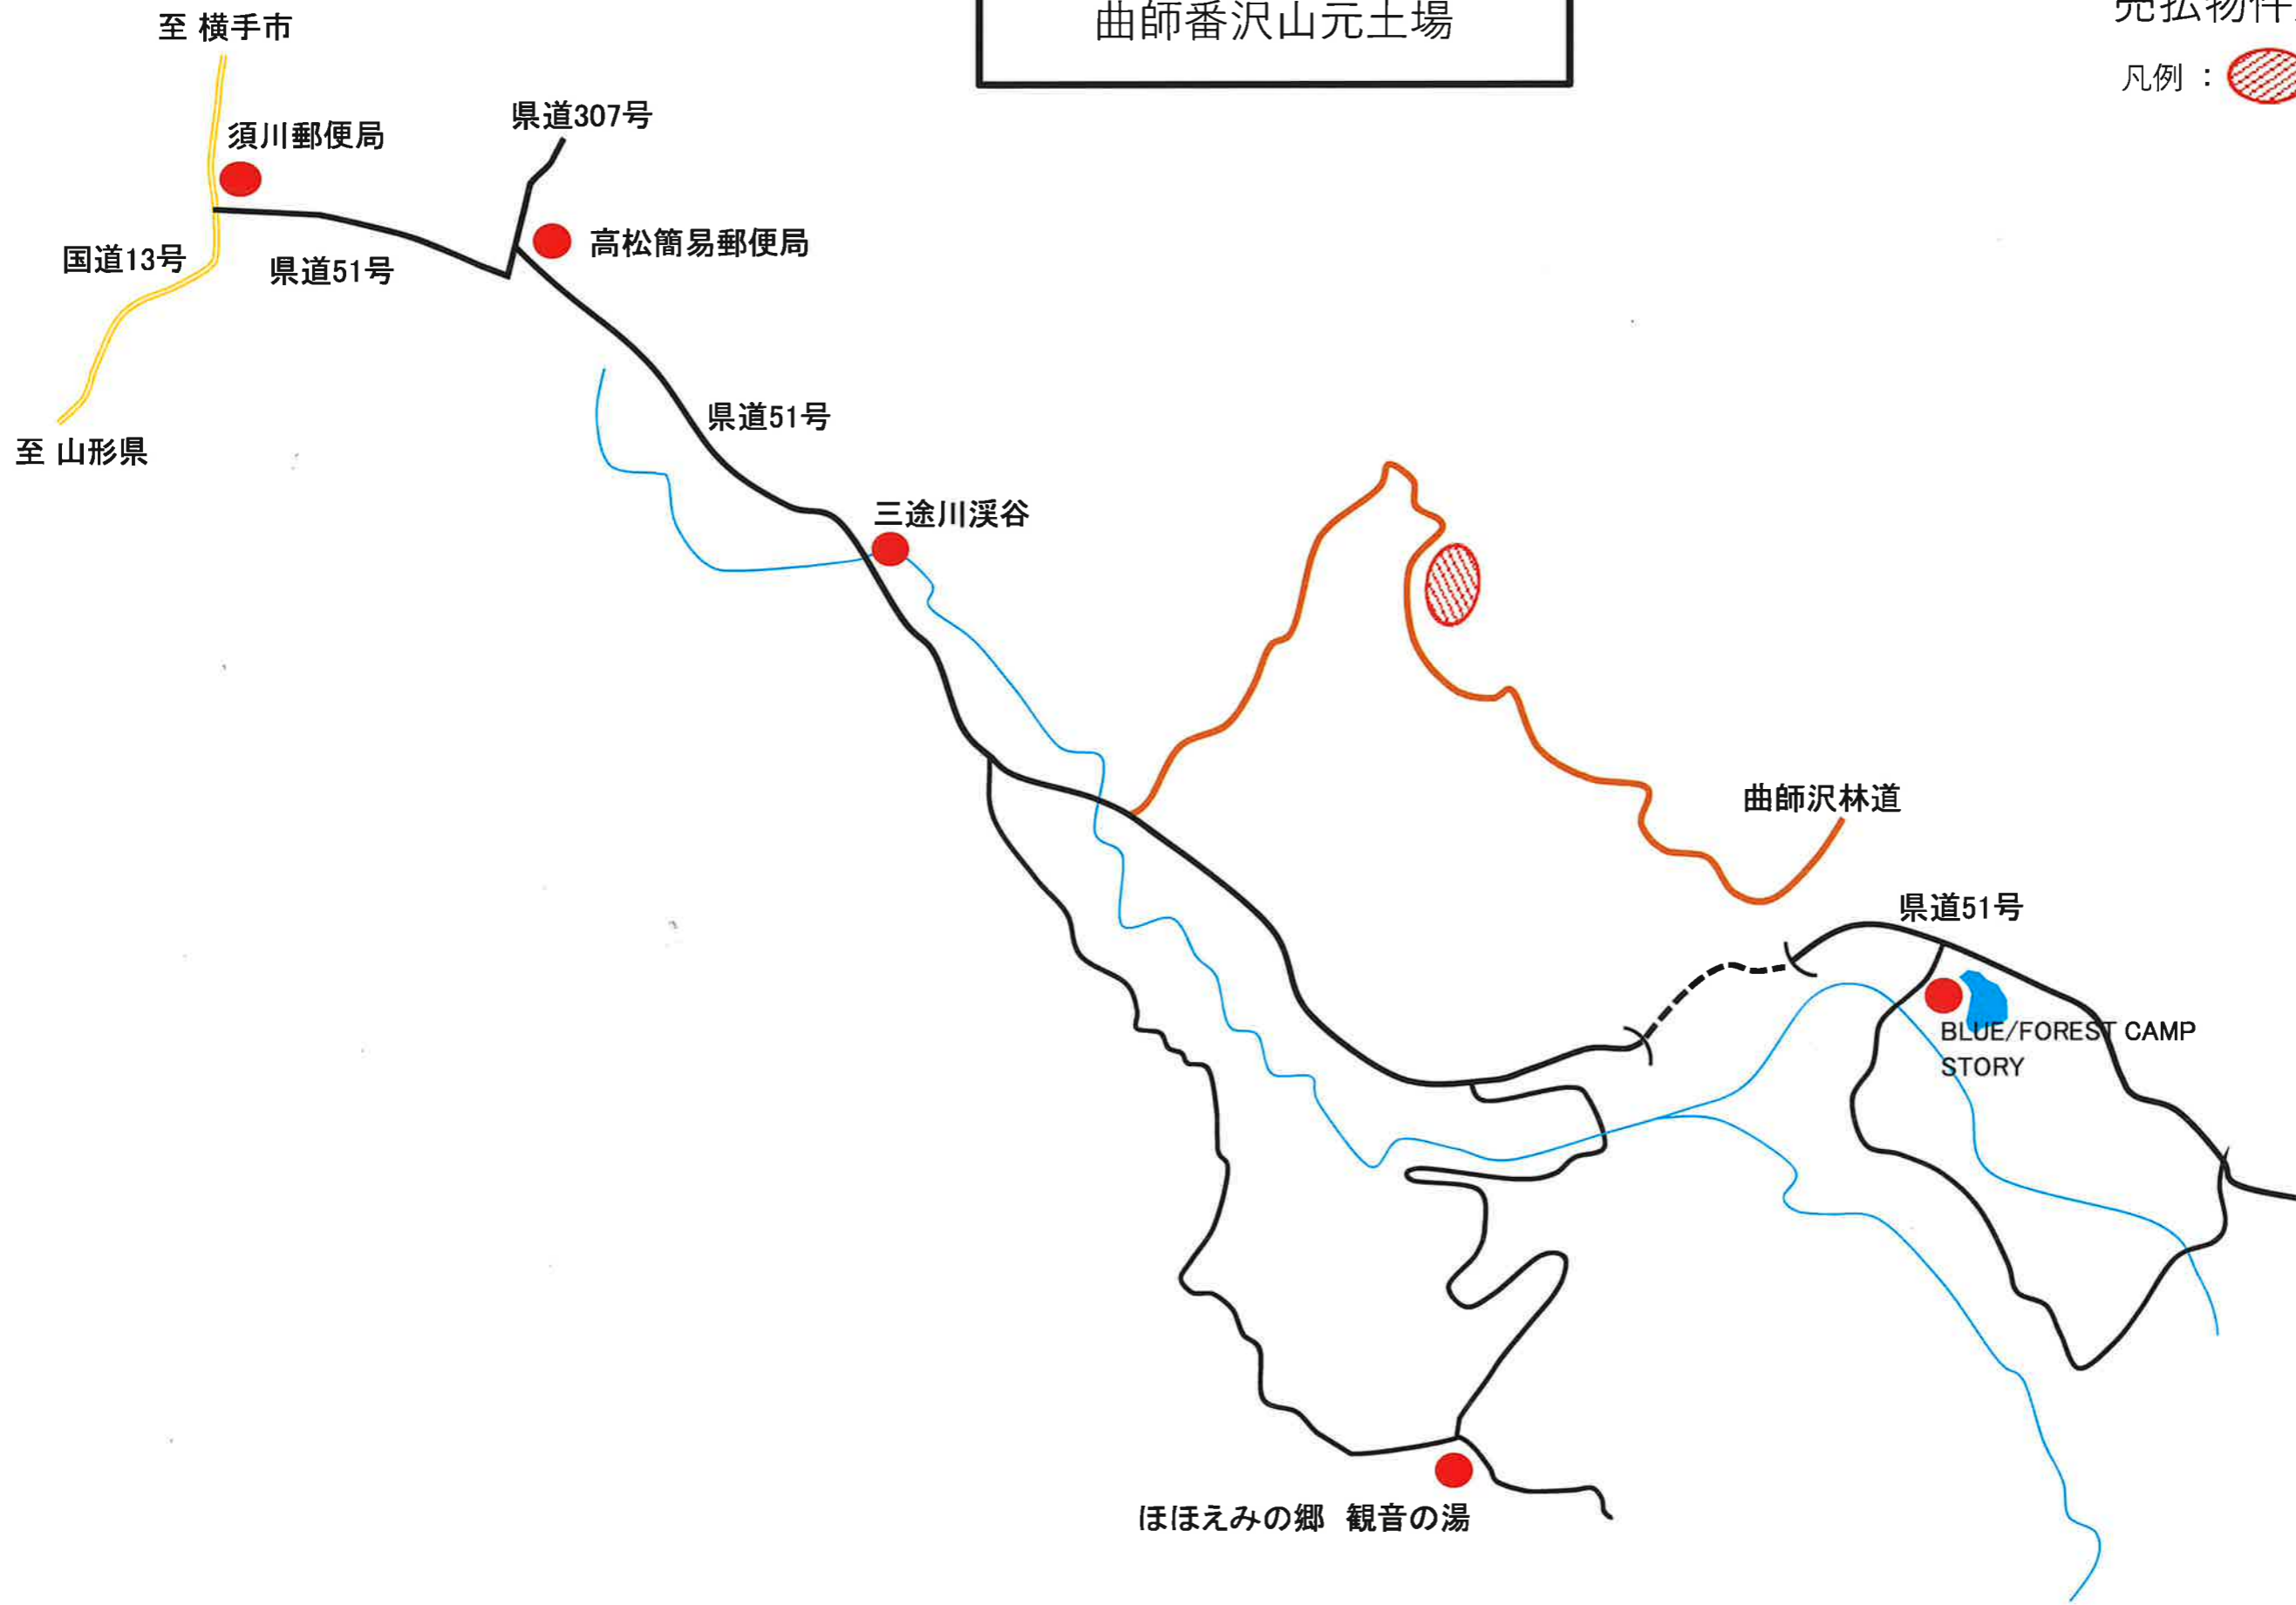 曲師番沢山元土場
売払物件
凡例 :
至 横手市
県道307号
須川郵便局
高松簡易郵便局
国道13号
県道51号
県道51号
至 山形県
三途川渓谷
曲師沢林道
県道51号
BLUE/FOREST CAMP
STORY
ほほえみの郷 観音の湯